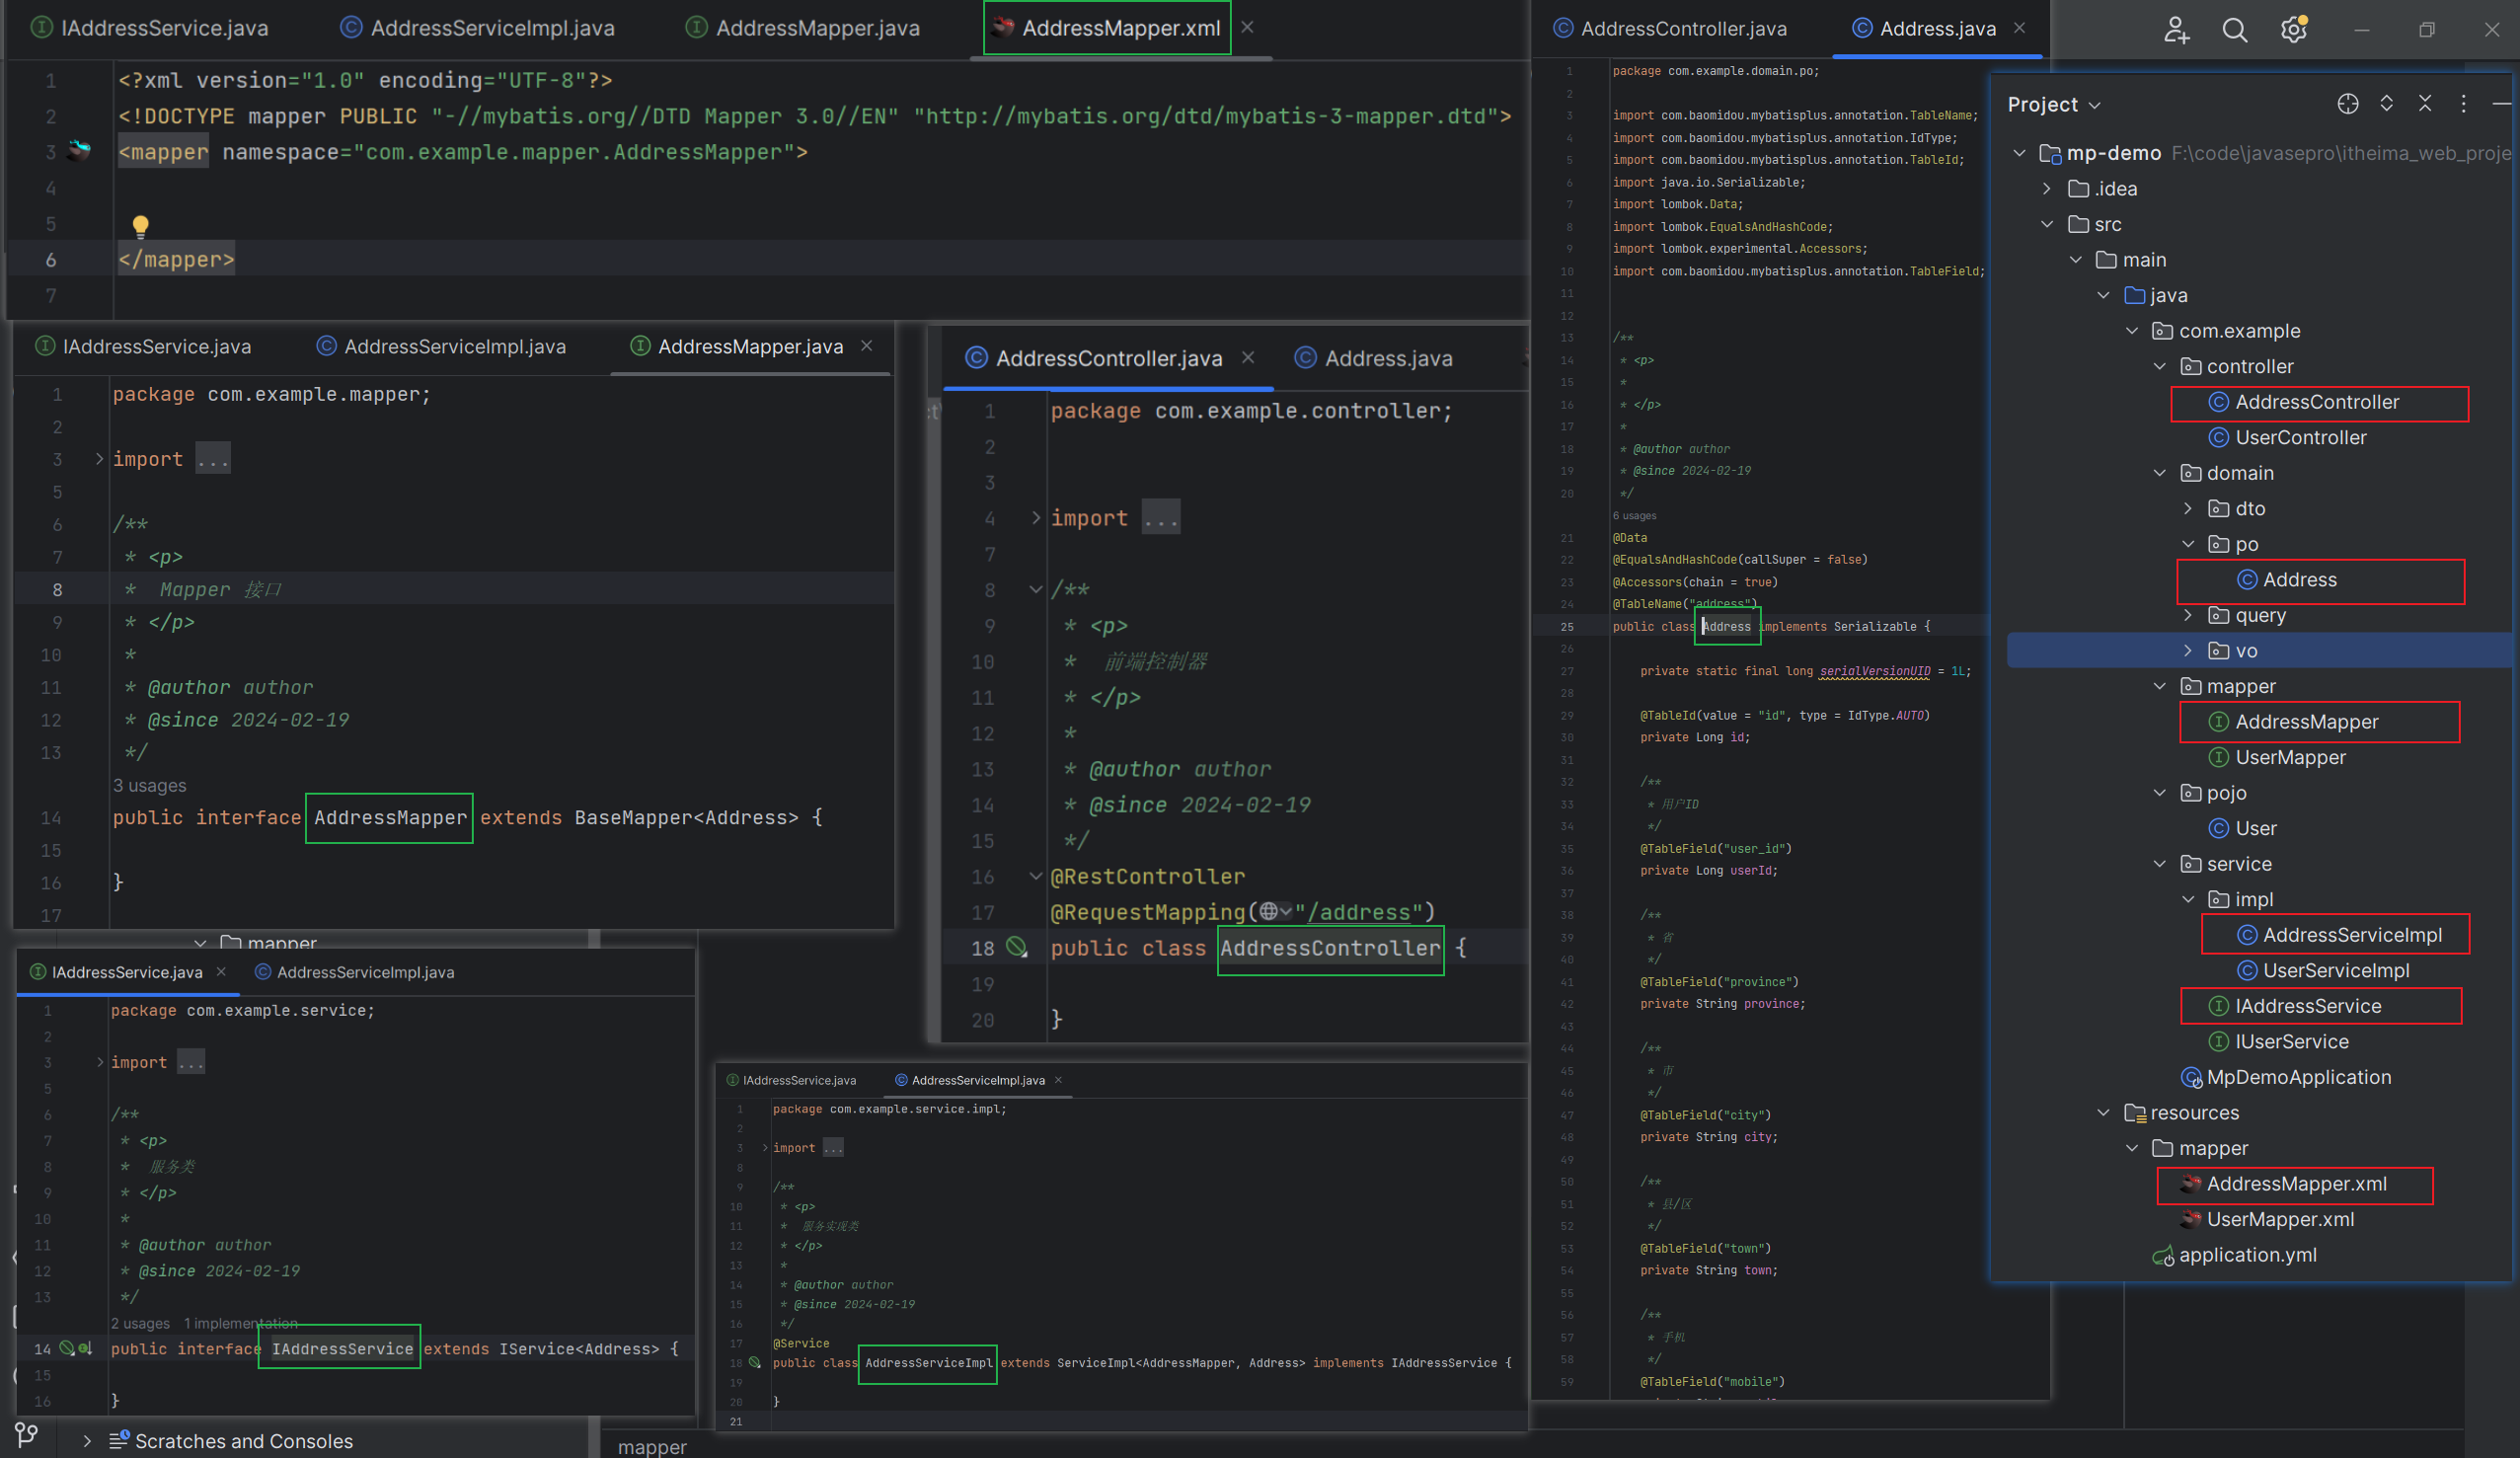 IAddressService.java AddressServiceImpl.java AddressMapper.java AddressMapper.xml
1 <?xml version="1.0" encoding="UTF-8"?>
2 <!DOCTYPE mapper PUBLIC "-//mybatis.org//DTD Mapper 3.0//EN" "http://mybatis.org/dtd/mybatis-3-mapper.dtd">
3 <mapper namespace="com.example.mapper.AddressMapper">
4
5
6 </mapper>
7
IAddressService.java AddressServiceImpl.java AddressMapper.java
1 package com.example.mapper;
2
3 import ...
5
6 /**
7 * <p>
8 * Mapper 接口
9 * </p>
10 *
11 * @author author
12 * @since 2024-02-19
13 */
3 usages
14 public interface AddressMapper extends BaseMapper<Address> {
15
16 }
17
mapper
IAddressService.java AddressServiceImpl.java
1 package com.example.service;
2
3 import ...
5
6 /**
7 * <p>
8 * 服务类
9 * </p>
10 *
11 * @author author
12 * @since 2024-02-19
13 */
2 usages 1 implementation
14 public interface IAddressService extends IService<Address> {
15
16 }
Scratches and Consoles
AddressController.java Address.java
1 package com.example.controller;
2
3
4 import ...
7
8 /**
9 * <p>
10 * 前端控制器
11 * </p>
12 *
13 * @author author
14 * @since 2024-02-19
15 */
16 @RestController
17 @RequestMapping("/address")
18 public class AddressController {
19
20 }
IAddressService.java AddressServiceImpl.java
1 package com.example.service.impl;
2
3 import ...
8
9 /**
10 * <p>
11 * 服务实现类
12 * </p>
13 *
14 * @author author
15 * @since 2024-02-19
16 */
17 @Service
18 public class AddressServiceImpl extends ServiceImpl<AddressMapper, Address> implements IAddressService {
19
20 }
21
mapper
AddressController.java Address.java
1 package com.example.domain.po;
2
3 import com.baomidou.mybatisplus.annotation.TableName;
4 import com.baomidou.mybatisplus.annotation.IdType;
5 import com.baomidou.mybatisplus.annotation.TableId;
6 import java.io.Serializable;
7 import lombok.Data;
8 import lombok.EqualsAndHashCode;
9 import lombok.experimental.Accessors;
10 import com.baomidou.mybatisplus.annotation.TableField;
11
12
13 /**
14 * <p>
15 *
16 * </p>
17 *
18 * @author author
19 * @since 2024-02-19
20 */
6 usages
21 @Data
22 @EqualsAndHashCode(callSuper = false)
23 @Accessors(chain = true)
24 @TableName("address")
25 public class Address implements Serializable {
26
27 private static final long serialVersionUID = 1L;
28
29 @TableId(value = "id", type = IdType.AUTO)
30 private Long id;
31
32 /**
33 * 用户ID
34 */
35 @TableField("user_id")
36 private Long userId;
37
38 /**
39 * 省
40 */
41 @TableField("province")
42 private String province;
43
44 /**
45 * 市
46 */
47 @TableField("city")
48 private String city;
49
50 /**
51 * 县/区
52 */
53 @TableField("town")
54 private String town;
55
56 /**
57 * 手机
58 */
59 @TableField("mobile")
Project
mp-demo F:\code\javasepro\itheima_web_proje
.idea
src
main
java
com.example
controller
AddressController
UserController
domain
dto
po
Address
query
vo
mapper
AddressMapper
UserMapper
pojo
User
service
impl
AddressServiceImpl
UserServiceImpl
IAddressService
IUserService
MpDemoApplication
resources
mapper
AddressMapper.xml
UserMapper.xml
application.yml